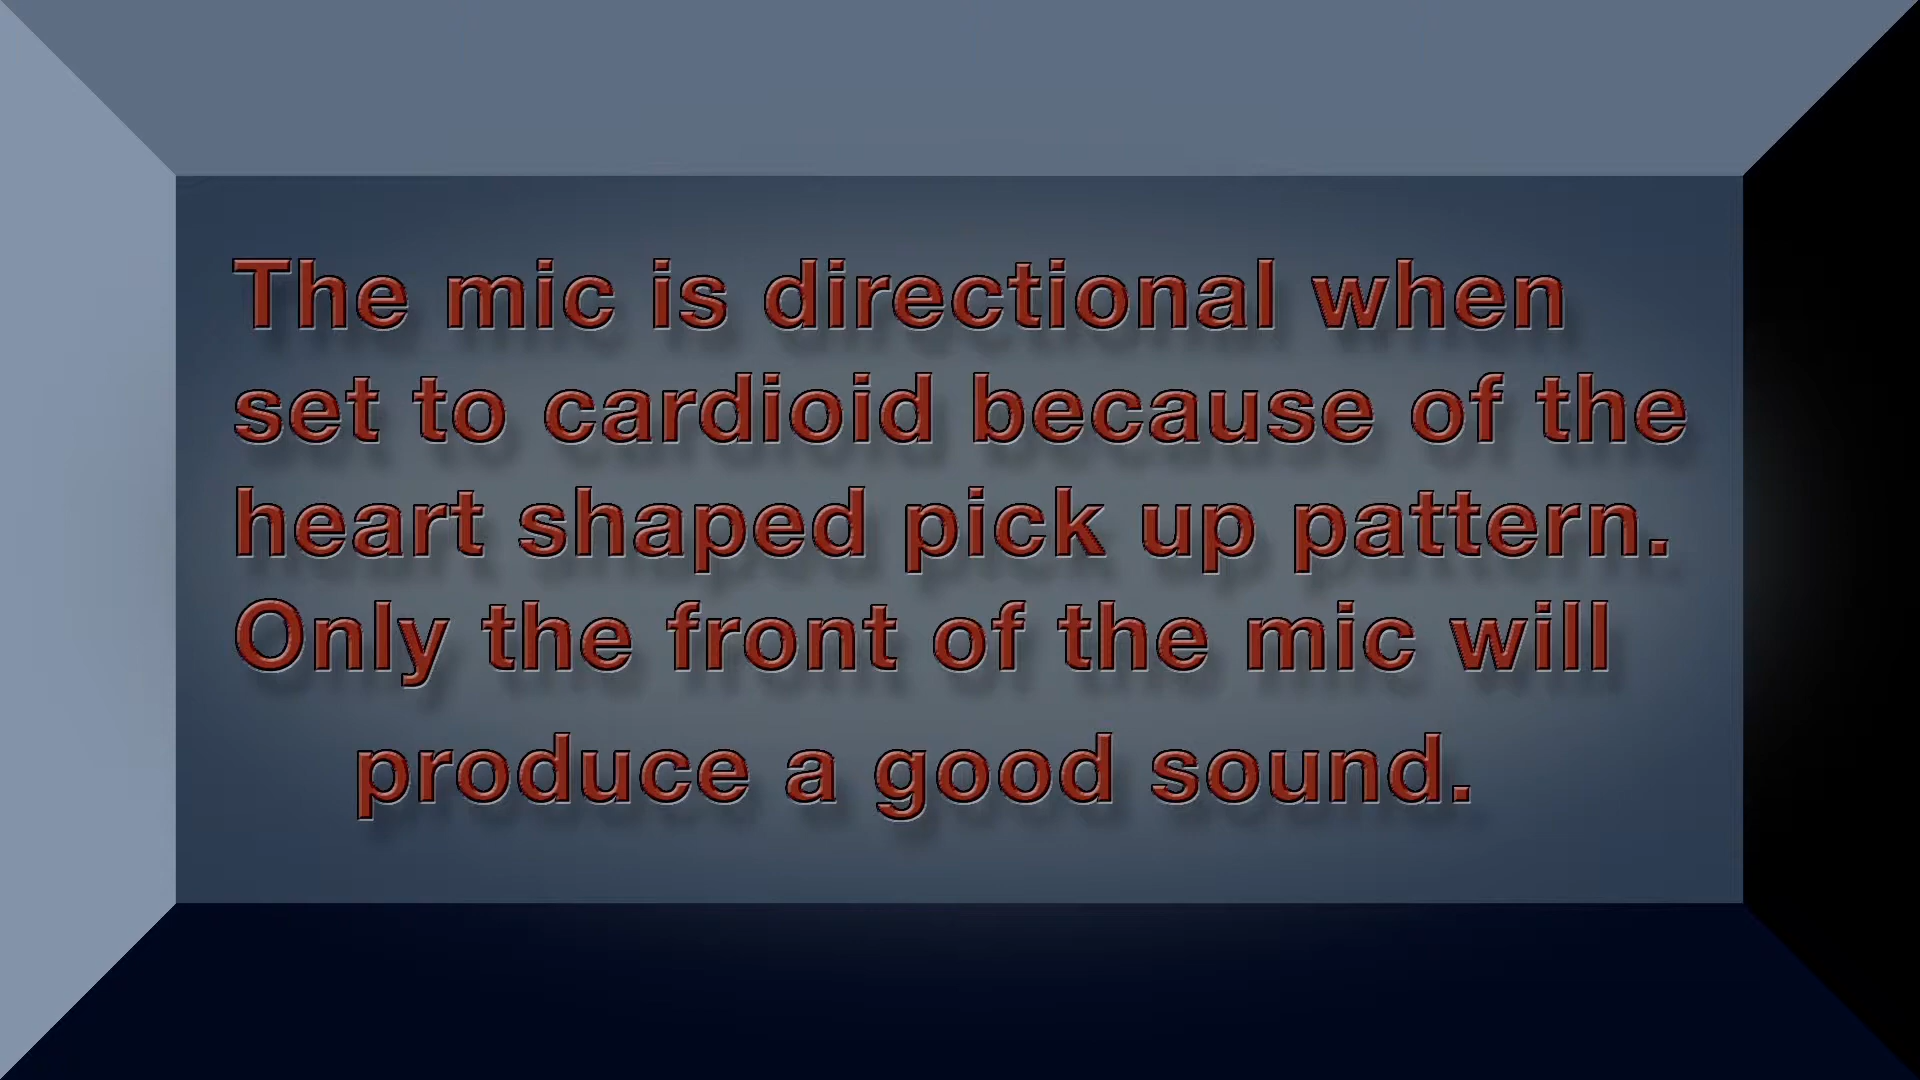 The mic is directional when
set to cardioid because of the
heart shaped pick up pattern.
Only the front of the mic will
produce a good sound.